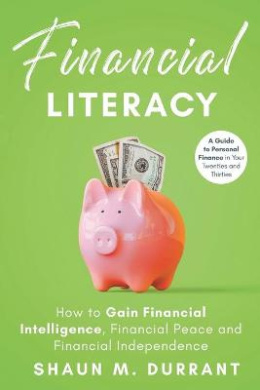 Financial
LITERACY
A Guide
to Personal
Finance in Your
Twenties and
Thirties
How to Gain Financial
Intelligence, Financial Peace and
Financial Independence
SHAUN M. DURRANT